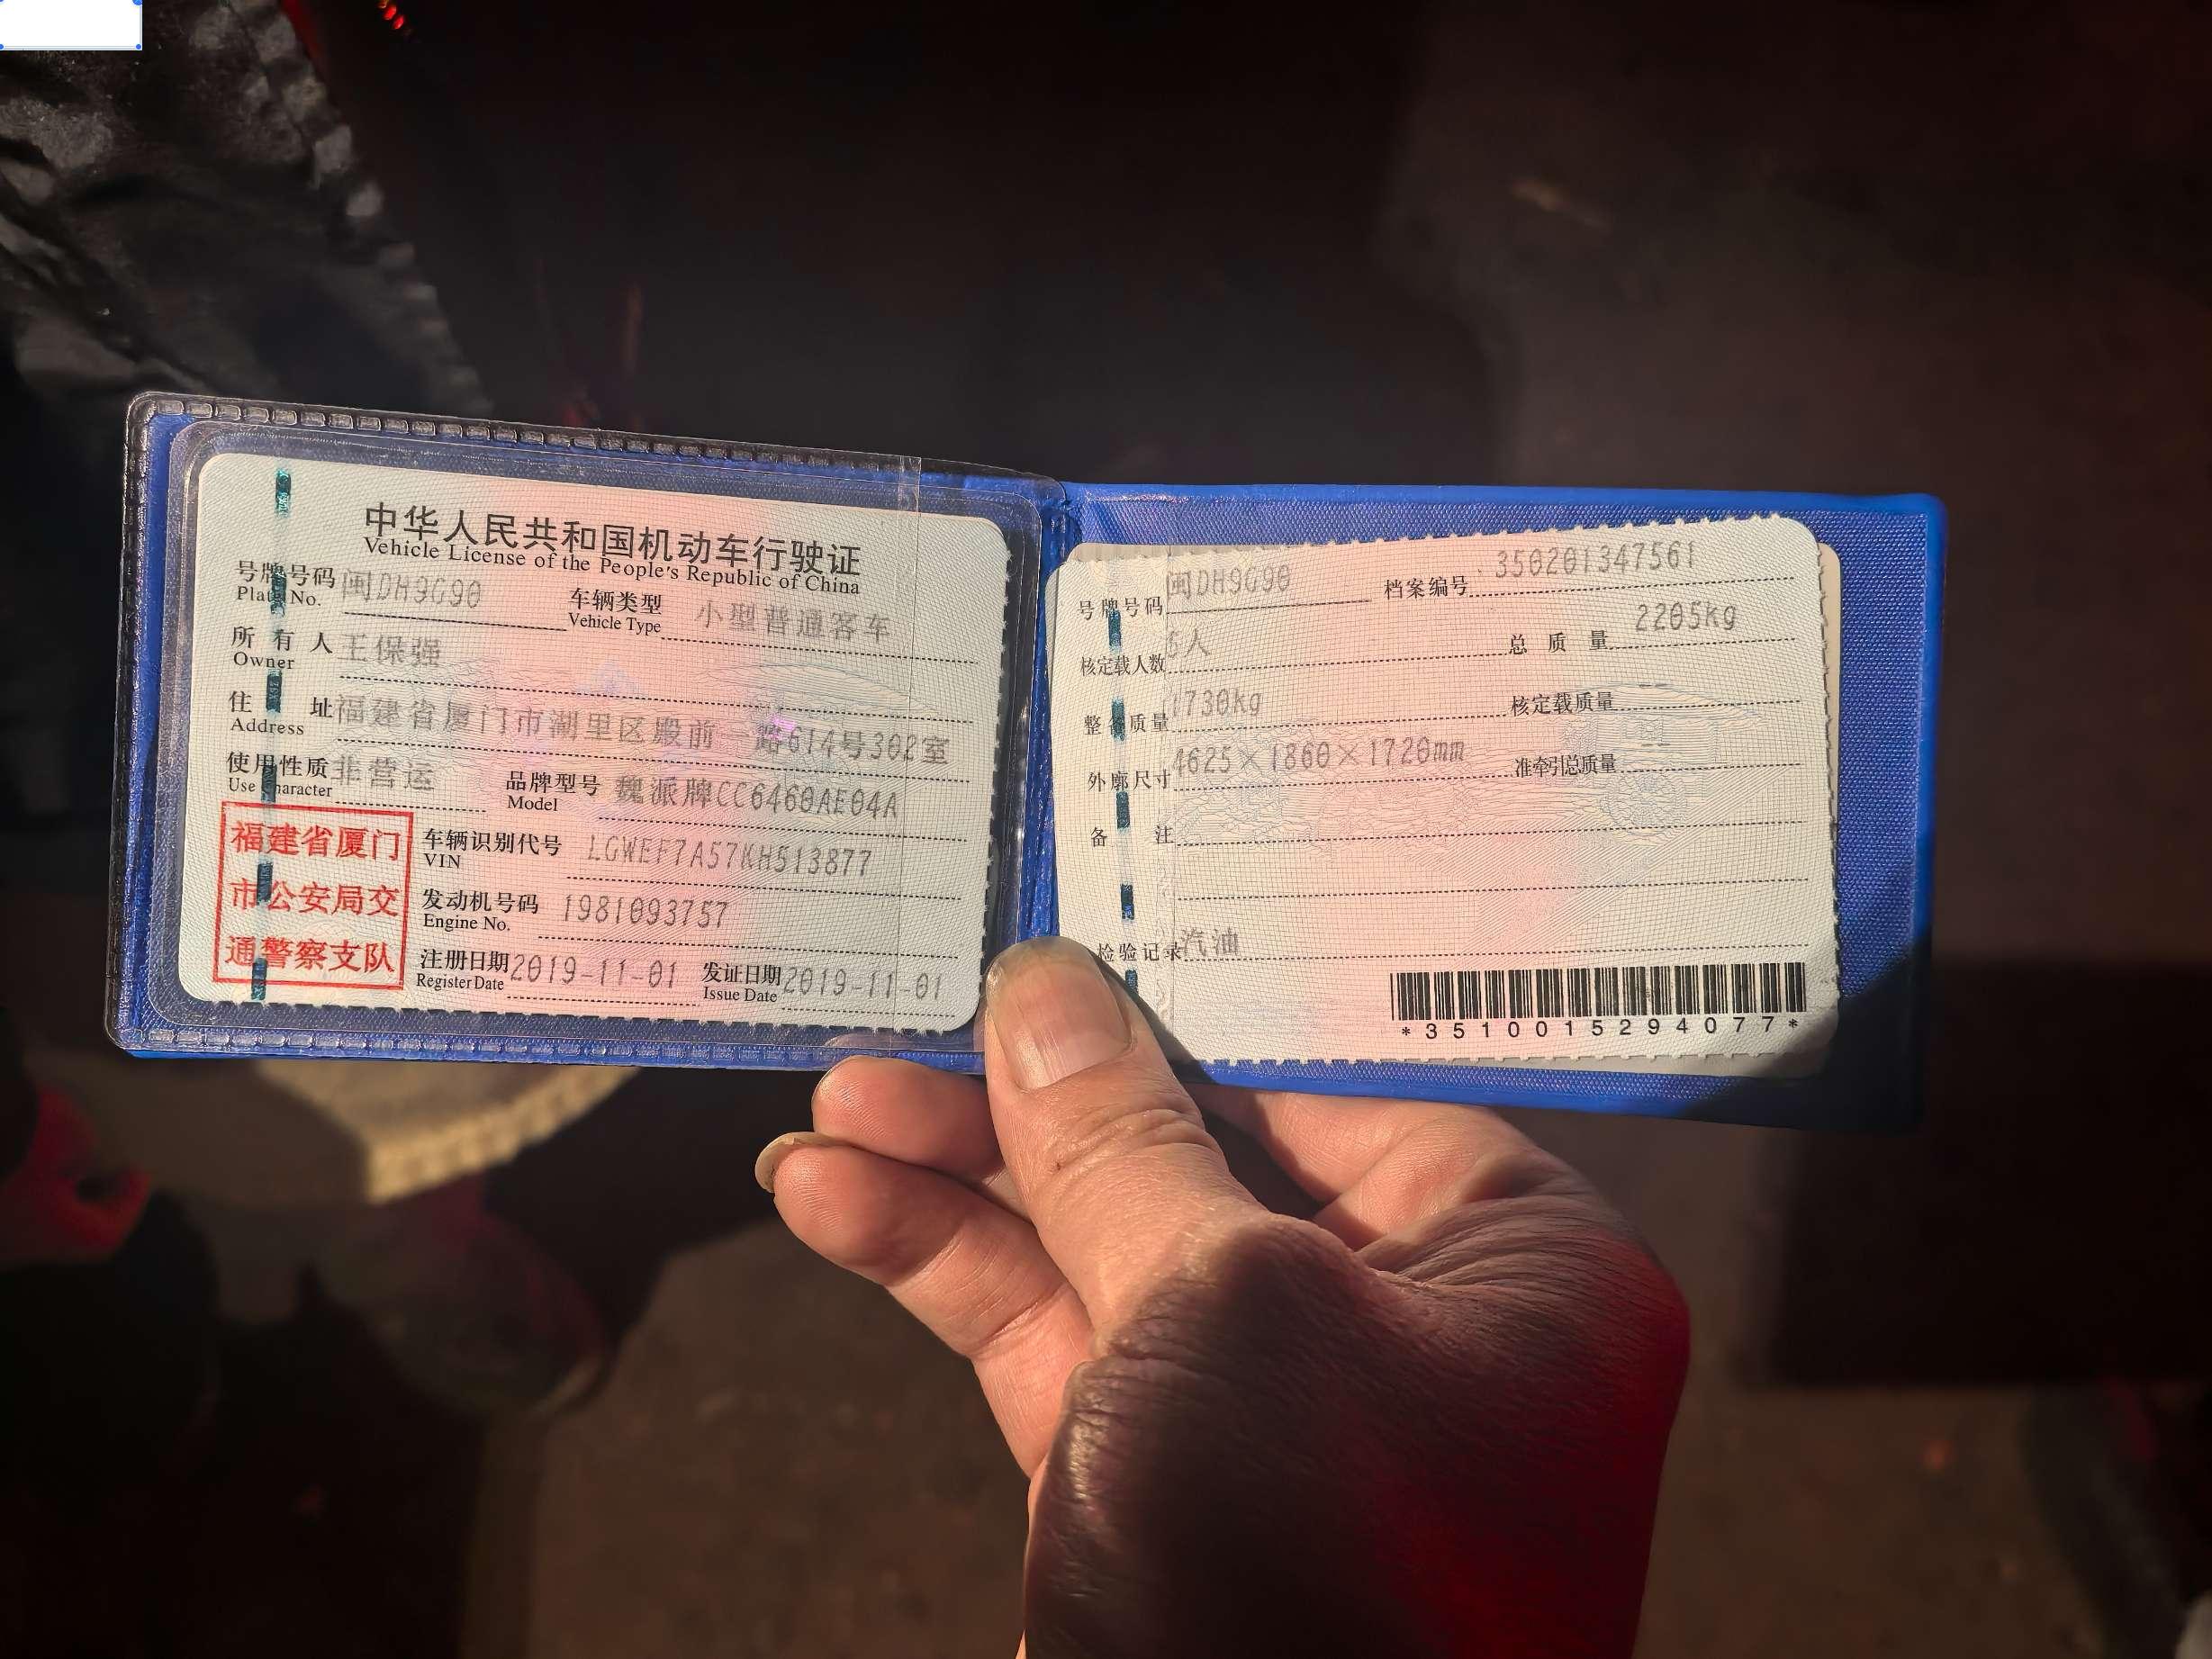 中华人民共和国机动车行驶证
Vehicle License of the People's Republic of China
号牌号码 闽DH9G90 车辆类型 小型普通客车
Plate No. Vehicle Type
所有人 王保强
Owner
住址 福建省厦门市湖里区殿前一路614号302室
Address
使用性质 非营运 品牌型号 魏派牌CC6460AE04A
Use Character Model
福建省厦门
市公安局交
通警察支队
车辆识别代号 LGWEF7A57KH513877
VIN
发动机号码 1981093757
Engine No.
注册日期 2019-11-01 发证日期 2019-11-01
Register Date Issue Date
号牌号码 闽DH9G90 档案编号 350201347561
核定载人数 5人 总质量 2205kg
整备质量 1730kg 核定载质量
外廓尺寸 4625×1860×1720mm 准牵引总质量
备注
检验记录 汽油
*3510015294077*